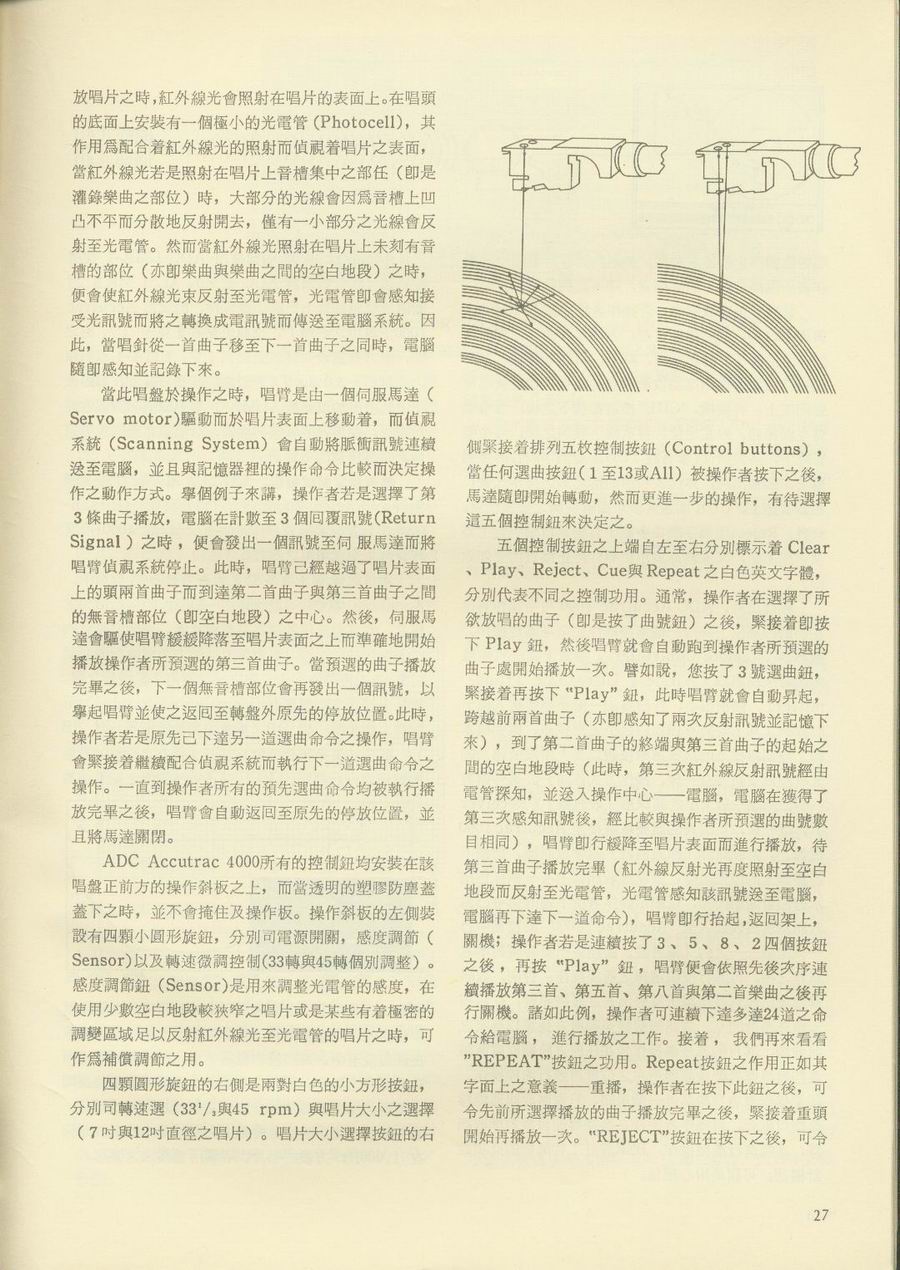 放唱片之時,紅外線光會照射在唱片的表面上。在唱頭
的底面上安裝有一個極小的光電管 (Photocell)，其
作用爲配合着紅外線光的照射而偵視着唱片之表面，
當紅外線光若是照射在唱片上音槽集中之部任（卽是
灌錄樂曲之部位）時，大部分的光線會因爲音槽上凹
凸不平而分散地反射開去，僅有一小部分之光線會反
射至光電管。然而當紅外線光照射在唱片上未刻有音
槽的部位（亦卽樂曲與樂曲之間的空白地段）之時，
便會使紅外線光束反射至光電管，光電管卽會感知接
受光訊號而將之轉換成電訊號而傳送至電腦系統。因
此，當唱針從一首曲子移至下一首曲子之同時，電腦
隨卽感知並記錄下來。
當此唱盤於操作之時，唱臂是由一個伺服馬達（
Servo motor)驅動而於唱片表面上移動着，而偵視
系統（Scanning System）會自動將脈衝訊號連續
送至電腦，並且與記憶器裡的操作命令比較而決定操
作之動作方式。擧個例子來講，操作者若是選擇了第
3 條曲子播放，電腦在計數至 3 個回覆訊號(Return
Signal ) 之時，便會發出一個訊號至伺 服馬達而將
唱臂偵視系統停止。此時，唱臂己經越過了唱片表面
上的頭兩首曲子而到達第二首曲子與第三首曲子之間
的無音槽部位（卽空白地段）之中心。然後，伺服馬
達會驅使唱臂緩緩降落至唱片表面之上而準確地開始
播放操作者所預選的第三首曲子。當預選的曲子播放
完畢之後，下一個無音槽部位會再發出一個訊號，以
擧起唱臂並使之返回至轉盤外原先的停放位置。此時，
操作者若是原先己下達另一道選曲命令之操作，唱臂
會緊接着繼續配合偵視系統而執行下一道選曲命令之
操作。一直到操作者所有的預先選曲命令均被執行播
放完畢之後，唱臂會自動返回至原先的停放位置，並
且將馬達關閉。
ADC Accutrac 4000所有的控制鈕均安裝在該
唱盤正前方的操作斜板之上，而當透明的塑膠防塵蓋
蓋下之時，並不會掩住及操作板。操作斜板的左側裝
設有四顆小圓形旋鈕，分別司電源開關，感度調節（
Sensor)以及轉速微調控制(33轉與45轉個別調整）。
感度調節鈕（Sensor)是用來調整光電管的感度，在
使用少數空白地段較狹窄之唱片或是某些有着極密的
調變區域足以反射紅外線光至光電管的唱片之時，可
作爲補償調節之用。
四顆圓形旋鈕的右側是兩對白色的小方形按鈕，
分別司轉速選（33¹/₃與45 rpm）與唱片大小之選擇
（7吋與12吋直徑之唱片）。唱片大小選擇按鈕的右
側緊接着排列五枚控制按鈕（Control buttons），
當任何選曲按鈕( 1 至13或All）被操作者按下之後，
馬達隨卽開始轉動，然而更進一步的操作，有待選擇
這五個控制鈕來決定之。
五個控制按鈕之上端自左至右分別標示着 Clear
、Play、Reject、Cue與 Repeat 之白色英文字體，
分別代表不同之控制功用。通常，操作者在選擇了所
欲放唱的曲子（卽是按了曲號鈕）之後，緊接着卽按
下 Play 鈕，然後唱臂就會自動跑到操作者所預選的
曲子處開始播放一次。譬如說，您按了 3 號選曲鈕，
緊接着再按下 "Play" 鈕，此時唱臂就會自動昇起，
跨越前兩首曲子（亦卽感知了兩次反射訊號並記憶下
來），到了第二首曲子的終端與第三首曲子的起始之
間的空白地段時（此時，第三次紅外線反射訊號經由
電管探知，並送入操作中心——電腦，電腦在獲得了
第三次感知訊號後，經比較與操作者所預選的曲號數
目相同），唱臂卽行緩降至唱片表面而進行播放，待
第三首曲子播放完畢（紅外線反射光再度照射至空白
地段而反射至光電管，光電管感知該訊號送至電腦，
電腦再下達下一道命令），唱臂卽行抬起,返回架上，
關機；操作者若是連續按了 3 、 5 、 8 、 2 四個按鈕
之後，再按 "Play" 鈕，唱臂便會依照先後次序連
續播放第三首、第五首、第八首與第二首樂曲之後再
行關機。諸如此例，操作者可連續下達多達24道之命
令給電腦， 進行播放之工作。接着， 我們再來看看
"REPEAT"按鈕之功用。Repeat按鈕之作用正如其
字面上之意義——重播，操作者在按下此鈕之後，可
令先前所選擇播放的曲子播放完畢之後，緊接着重頭
開始再播放一次。"REJECT"按鈕在按下之後，可令
27